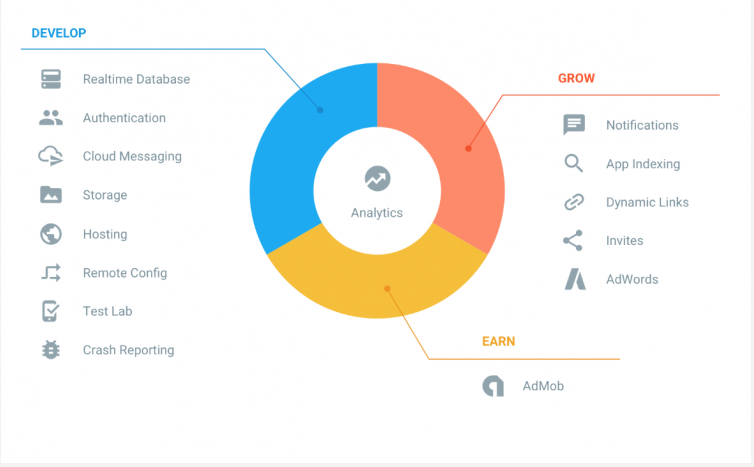 DEVELOP
Realtime Database
Authentication
Cloud Messaging
Storage
Hosting
Remote Config
Test Lab
Crash Reporting
Analytics
GROW
Notifications
App Indexing
Dynamic Links
Invites
AdWords
EARN
AdMob